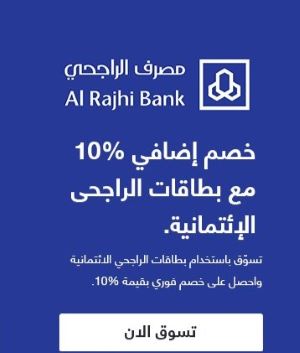 مصرف الراجحي
Al Rajhi Bank
خصم إضافي 10%
مع بطاقات الراجحى
الإئتمانية.
تسوّق باستخدام بطاقات الراجحي الائتمانية
واحصل على خصم فوري بقيمة 10%.
تسوق الان